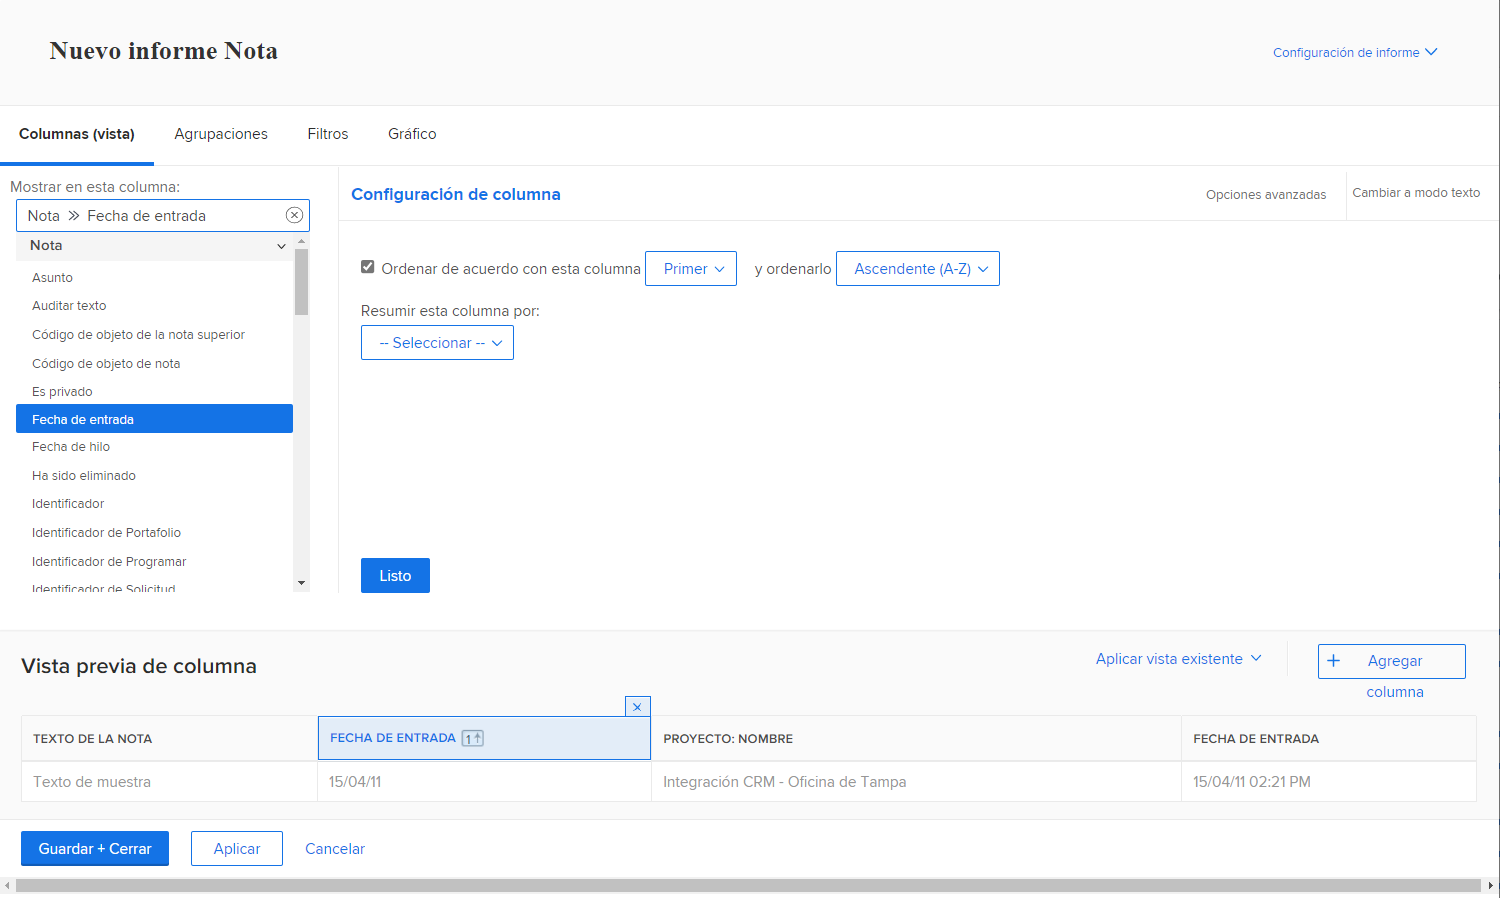 Nuevo informe Nota
Configuración de informe
Columnas (vista)
Agrupaciones
Filtros
Gráfico
Mostrar en esta columna:
Nota » Fecha de entrada
Nota
Asunto
Auditar texto
Código de objeto de la nota superior
Código de objeto de nota
Es privado
Fecha de entrada
Fecha de hilo
Ha sido eliminado
Identificador
Identificador de Portafolio
Identificador de Programar
Identificador de Solicitud
Configuración de columna
Opciones avanzadas
Cambiar a modo texto
Ordenar de acuerdo con esta columna Primer y ordenarlo Ascendente (A-Z)
Resumir esta columna por:
-- Seleccionar --
Listo
Vista previa de columna
Aplicar vista existente
+ Agregar
columna
TEXTO DE LA NOTA
FECHA DE ENTRADA 1
PROYECTO: NOMBRE
FECHA DE ENTRADA
Texto de muestra
15/04/11
Integración CRM - Oficina de Tampa
15/04/11 02:21 PM
Guardar + Cerrar
Aplicar
Cancelar